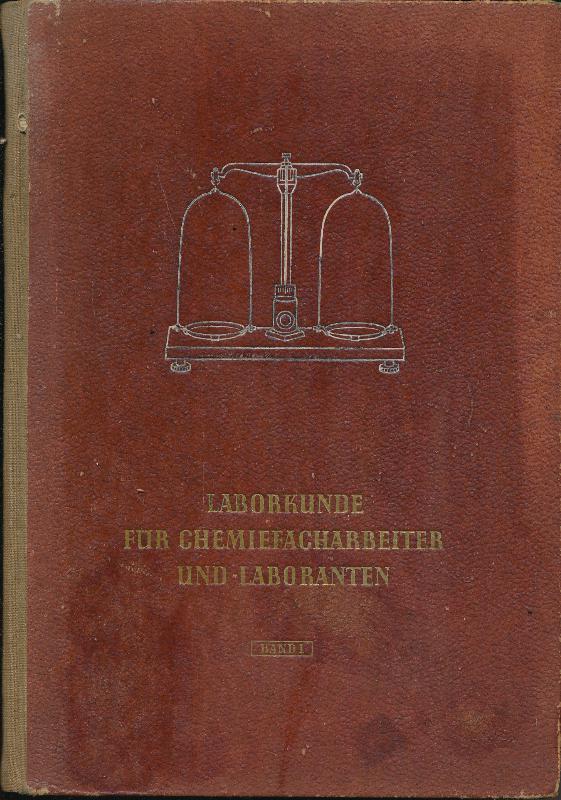 LABORKUNDE
FÜR CHEMIEFACHARBEITER
UND LABORANTEN
BAND I